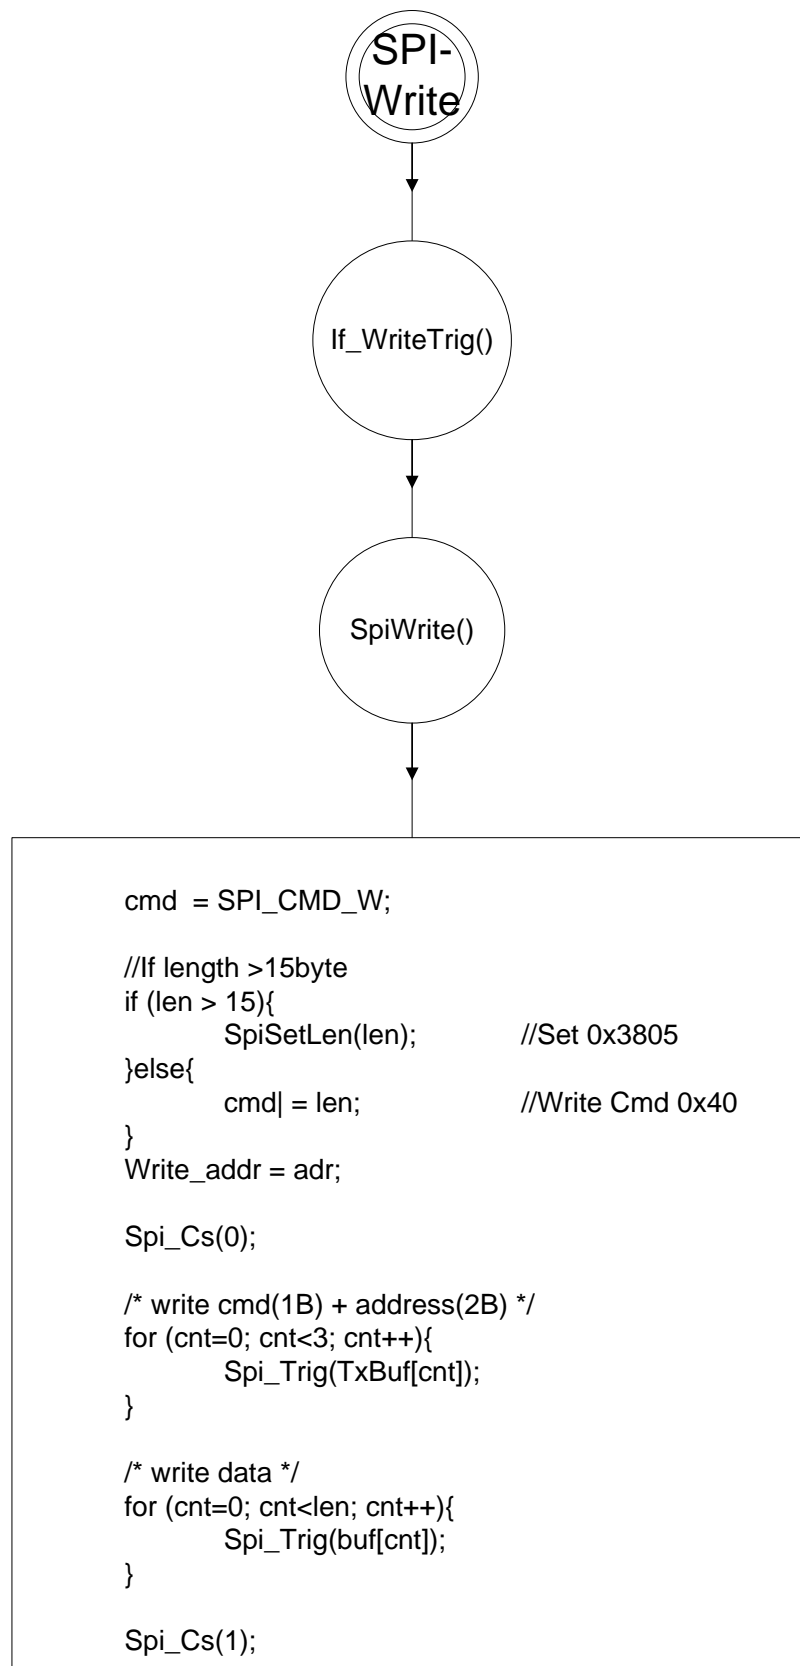 SPI-
Write
If_WriteTrig()
SpiWrite()
cmd  = SPI_CMD_W;
//If length >15byte
if (len > 15){
SpiSetLen(len);	//Set 0x3805
}else{
cmd| = len;	//Write Cmd 0x40
}
Write_addr = adr;
Spi_Cs(0);
/* write cmd(1B) + address(2B) */
for (cnt=0; cnt<3; cnt++){
Spi_Trig(TxBuf[cnt]);
}
/* write data */
for (cnt=0; cnt<len; cnt++){
Spi_Trig(buf[cnt]);
}
Spi_Cs(1);